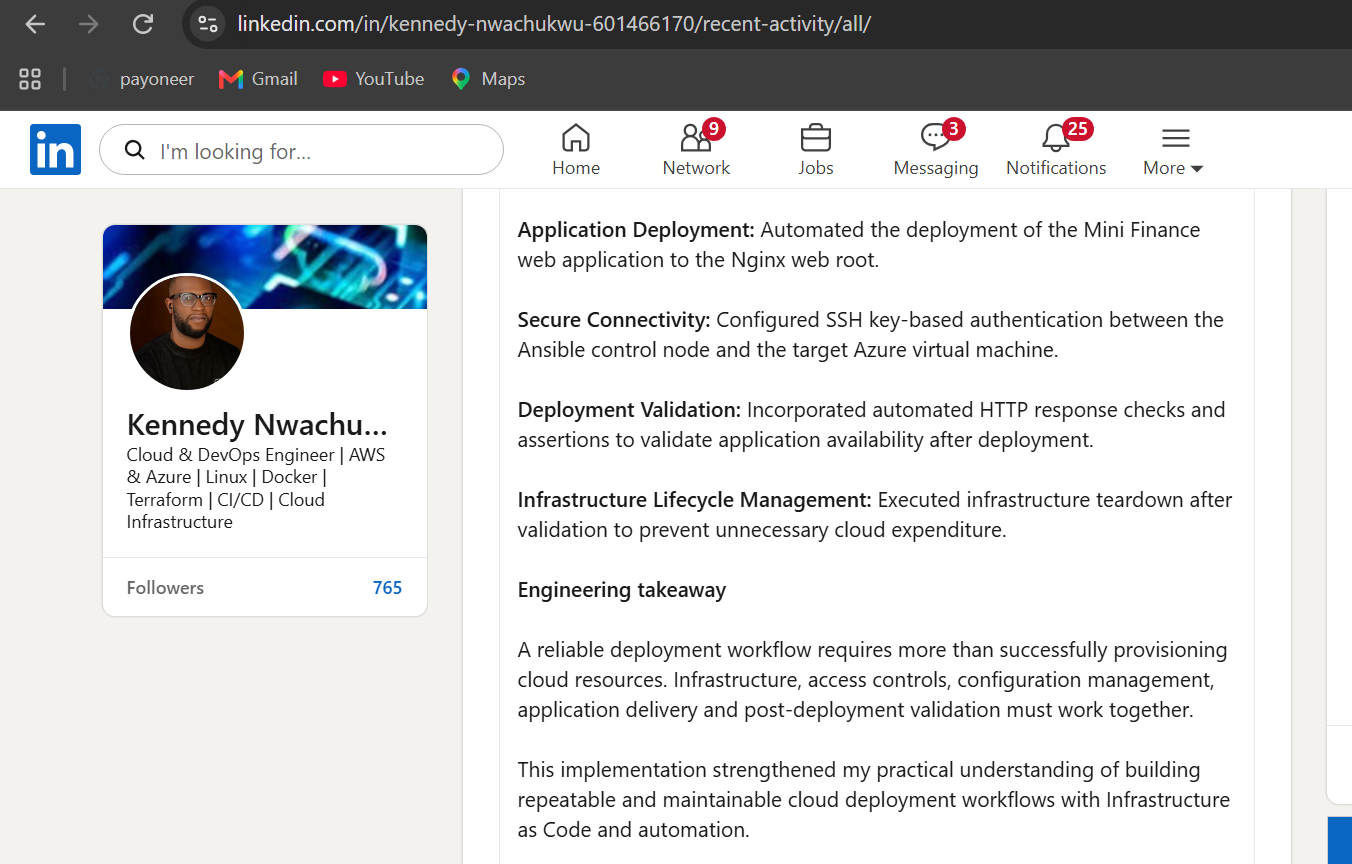 linkedin.com/in/kennedy-nwachukwu-601466170/recent-activity/all/
payoneer
Gmail
YouTube
Maps
in
I'm looking for...
Home
9
Network
Jobs
3
Messaging
25
Notifications
More
Kennedy Nwachu...
Cloud & DevOps Engineer | AWS
& Azure | Linux | Docker |
Terraform | CI/CD | Cloud
Infrastructure
Followers 765
Application Deployment: Automated the deployment of the Mini Finance
web application to the Nginx web root.
Secure Connectivity: Configured SSH key-based authentication between the
Ansible control node and the target Azure virtual machine.
Deployment Validation: Incorporated automated HTTP response checks and
assertions to validate application availability after deployment.
Infrastructure Lifecycle Management: Executed infrastructure teardown after
validation to prevent unnecessary cloud expenditure.
Engineering takeaway
A reliable deployment workflow requires more than successfully provisioning
cloud resources. Infrastructure, access controls, configuration management,
application delivery and post-deployment validation must work together.
This implementation strengthened my practical understanding of building
repeatable and maintainable cloud deployment workflows with Infrastructure
as Code and automation.